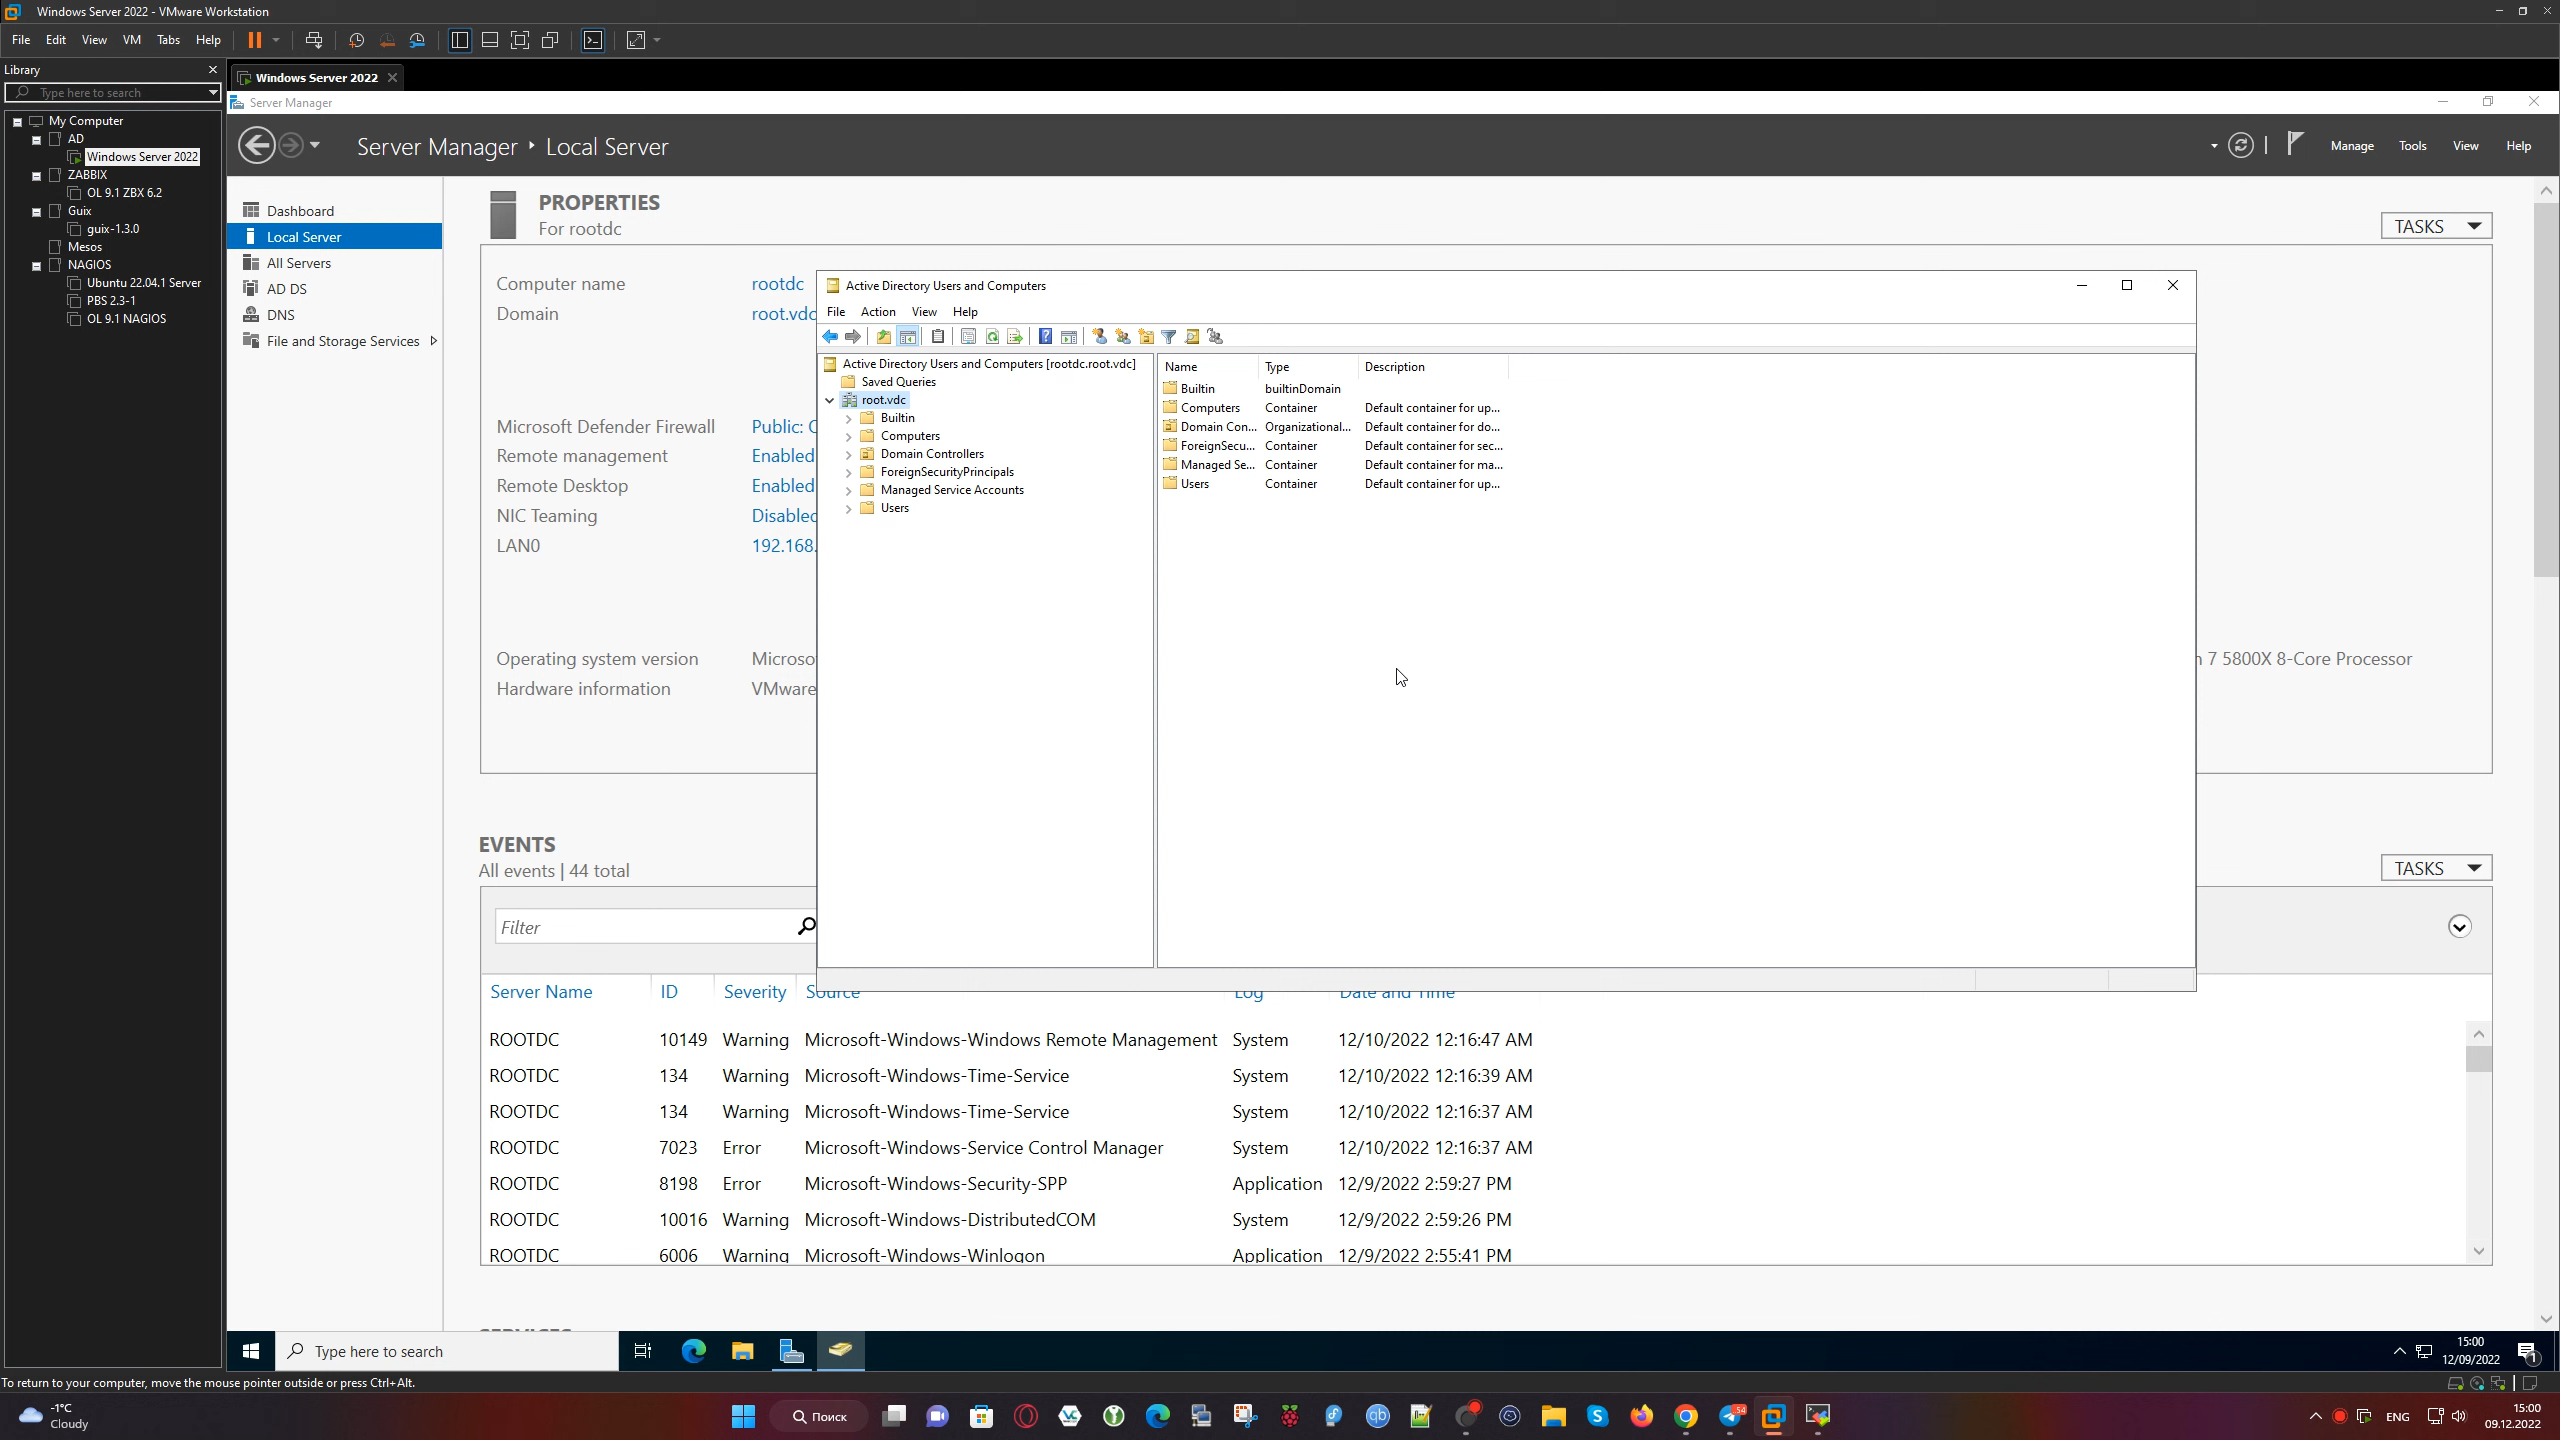 Windows Server 2022 - VMware Workstation
File Edit View VM Tabs Help
Library
Type here to search
My Computer
AD
Windows Server 2022
ZABBIX
OL 9.1 ZBX 6.2
Guix
guix-1.3.0
Mesos
NAGIOS
Ubuntu 22.04.1 Server
PBS 2.3-1
OL 9.1 NAGIOS
Windows Server 2022
Server Manager
Server Manager Local Server
Manage Tools View Help
Dashboard
Local Server
All Servers
AD DS
DNS
File and Storage Services
PROPERTIES
For rootdc
TASKS
Computer name rootdc
Domain root.vdc
Microsoft Defender Firewall Public:
Remote management Enabled
Remote Desktop Enabled
NIC Teaming Disabled
LAN0 192.168.
Operating system version Microso
Hardware information VMware
7 5800X 8-Core Processor
Active Directory Users and Computers
File Action View Help
Active Directory Users and Computers [rootdc.root.vdc]
Saved Queries
root.vdc
Builtin
Computers
Domain Controllers
ForeignSecurityPrincipals
Managed Service Accounts
Users
Name Type Description
Builtin builtinDomain
Computers Container Default container for up...
Domain Con... Organizational... Default container for do...
ForeignSecu... Container Default container for sec...
Managed Se... Container Default container for ma...
Users Container Default container for up...
EVENTS
All events | 44 total
TASKS
Filter
Server Name ID Severity Source Log Date and Time
ROOTDC 10149 Warning Microsoft-Windows-Windows Remote Management System 12/10/2022 12:16:47 AM
ROOTDC 134 Warning Microsoft-Windows-Time-Service System 12/10/2022 12:16:39 AM
ROOTDC 134 Warning Microsoft-Windows-Time-Service System 12/10/2022 12:16:37 AM
ROOTDC 7023 Error Microsoft-Windows-Service Control Manager System 12/10/2022 12:16:37 AM
ROOTDC 8198 Error Microsoft-Windows-Security-SPP Application 12/9/2022 2:59:27 PM
ROOTDC 10016 Warning Microsoft-Windows-DistributedCOM System 12/9/2022 2:59:26 PM
ROOTDC 6006 Warning Microsoft-Windows-Winlogon Application 12/9/2022 2:55:41 PM
Type here to search
15:00
12/09/2022
1
To return to your computer, move the mouse pointer outside or press Ctrl+Alt.
-1°C
Cloudy
Поиск
qb
54
ENG
15:00
09.12.2022